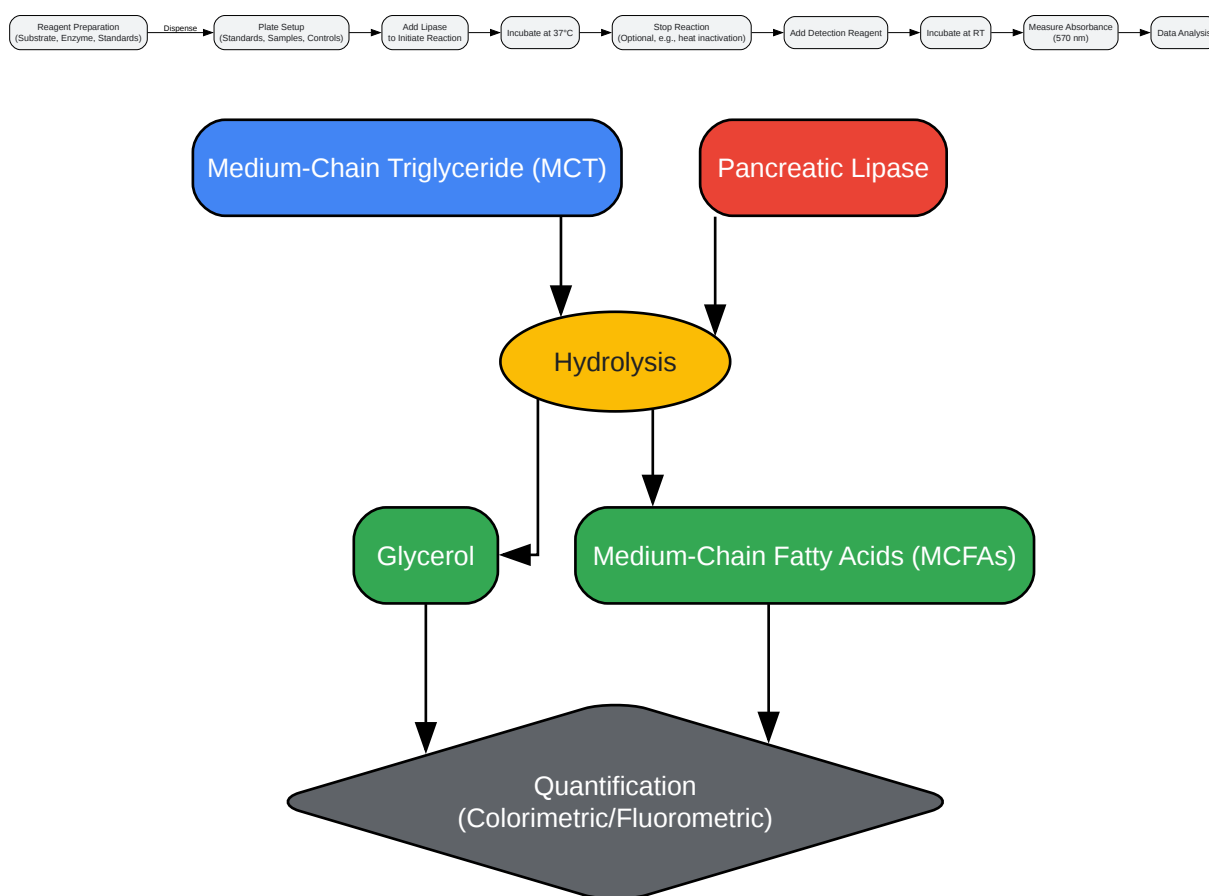 Reagent Preparation
(Substrate, Enzyme, Standards)
Dispense
Plate Setup
(Standards, Samples, Controls)
Add Lipase
to Initiate Reaction
Incubate at 37°C
Stop Reaction
(Optional, e.g., heat inactivation)
Add Detection Reagent
Incubate at RT
Measure Absorbance
(570 nm)
Data Analysis
Medium-Chain Triglyceride (MCT)
Pancreatic Lipase
Hydrolysis
Glycerol
Medium-Chain Fatty Acids (MCFAs)
Quantification
(Colorimetric/Fluorometric)